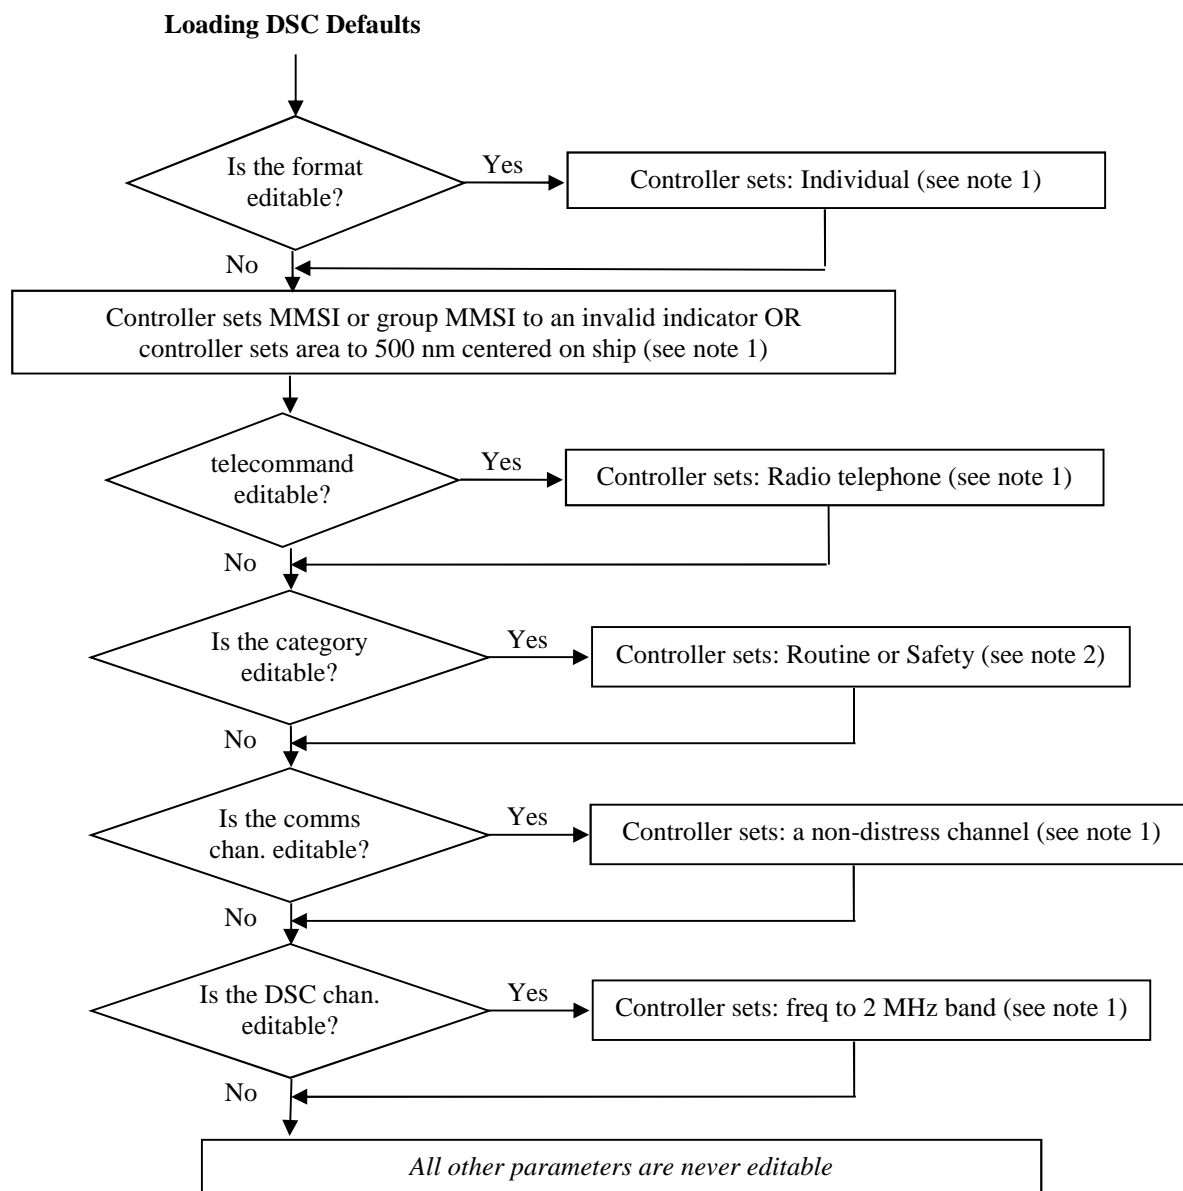 Loading DSC Defaults
Is the format
editable?
Yes
Controller sets: Individual (see note 1)
No
Controller sets MMSI or group MMSI to an invalid indicator OR
controller sets area to 500 nm centered on ship (see note 1)
telecommand
editable?
Yes
Controller sets: Radio telephone (see note 1)
No
Is the category
editable?
Yes
Controller sets: Routine or Safety (see note 2)
No
Is the comms
chan. editable?
Yes
Controller sets: a non-distress channel (see note 1)
No
Is the DSC chan.
editable?
Yes
Controller sets: freq to 2 MHz band (see note 1)
No
All other parameters are never editable